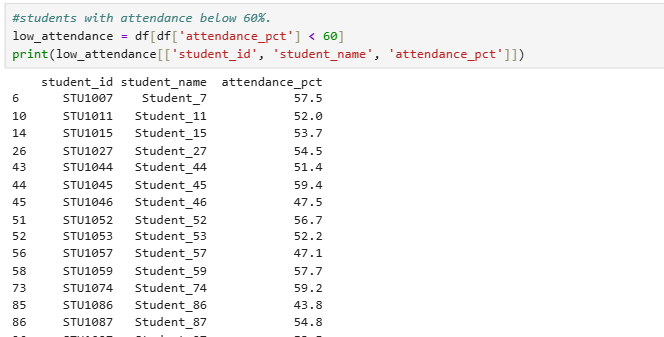 #students with attendance below 60%.
low_attendance = df[df['attendance_pct'] < 60]
print(low_attendance[['student_id', 'student_name', 'attendance_pct']])
student_id student_name attendance_pct
6 STU1007 Student_7 57.5
10 STU1011 Student_11 52.0
14 STU1015 Student_15 53.7
26 STU1027 Student_27 54.5
43 STU1044 Student_44 51.4
44 STU1045 Student_45 59.4
45 STU1046 Student_46 47.5
51 STU1052 Student_52 56.7
52 STU1053 Student_53 52.2
56 STU1057 Student_57 47.1
58 STU1059 Student_59 57.7
73 STU1074 Student_74 59.2
85 STU1086 Student_86 43.8
86 STU1087 Student_87 54.8